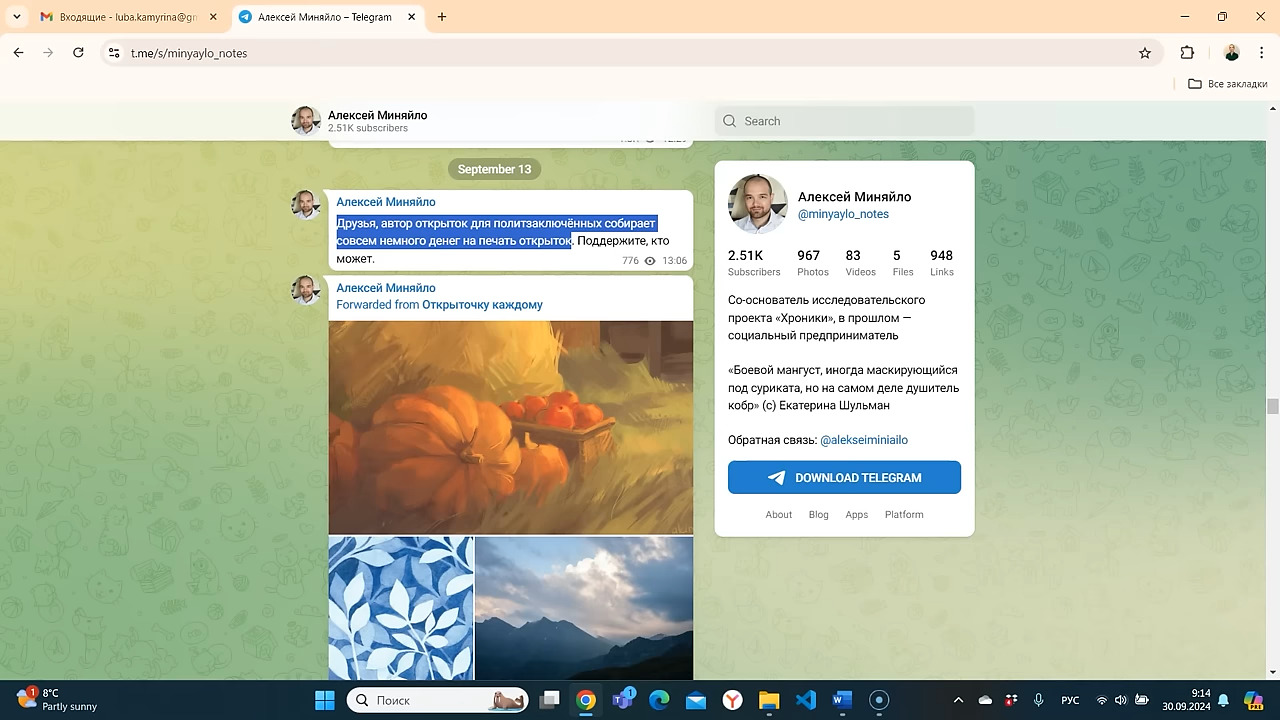 Входящие - luba.kamyrina@gm
Алексей Миняйло – Telegram
t.me/s/minyaylo_notes
Все закладки
Алексей Миняйло
2.51K subscribers
Search
September 13
Алексей Миняйло
Друзья, автор открыток для политзаключённых собирает
совсем немного денег на печать открыток. Поддержите, кто
может.
776 13:06
Алексей Миняйло
Forwarded from Открыточку каждому
Алексей Миняйло
@minyaylo_notes
2.51K 967 83 5 948
Subscribers Photos Videos Files Links
Со-основатель исследовательского
проекта «Хроники», в прошлом —
социальный предприниматель
«Боевой мангуст, иногда маскирующийся
под суриката, но на самом деле душитель
кобр» (с) Екатерина Шульман
Обратная связь: @alekseiminiailo
DOWNLOAD TELEGRAM
About Blog Apps Platform
1
8°C
Partly sunny
Поиск
1
РУС
9:14
30.09.2024